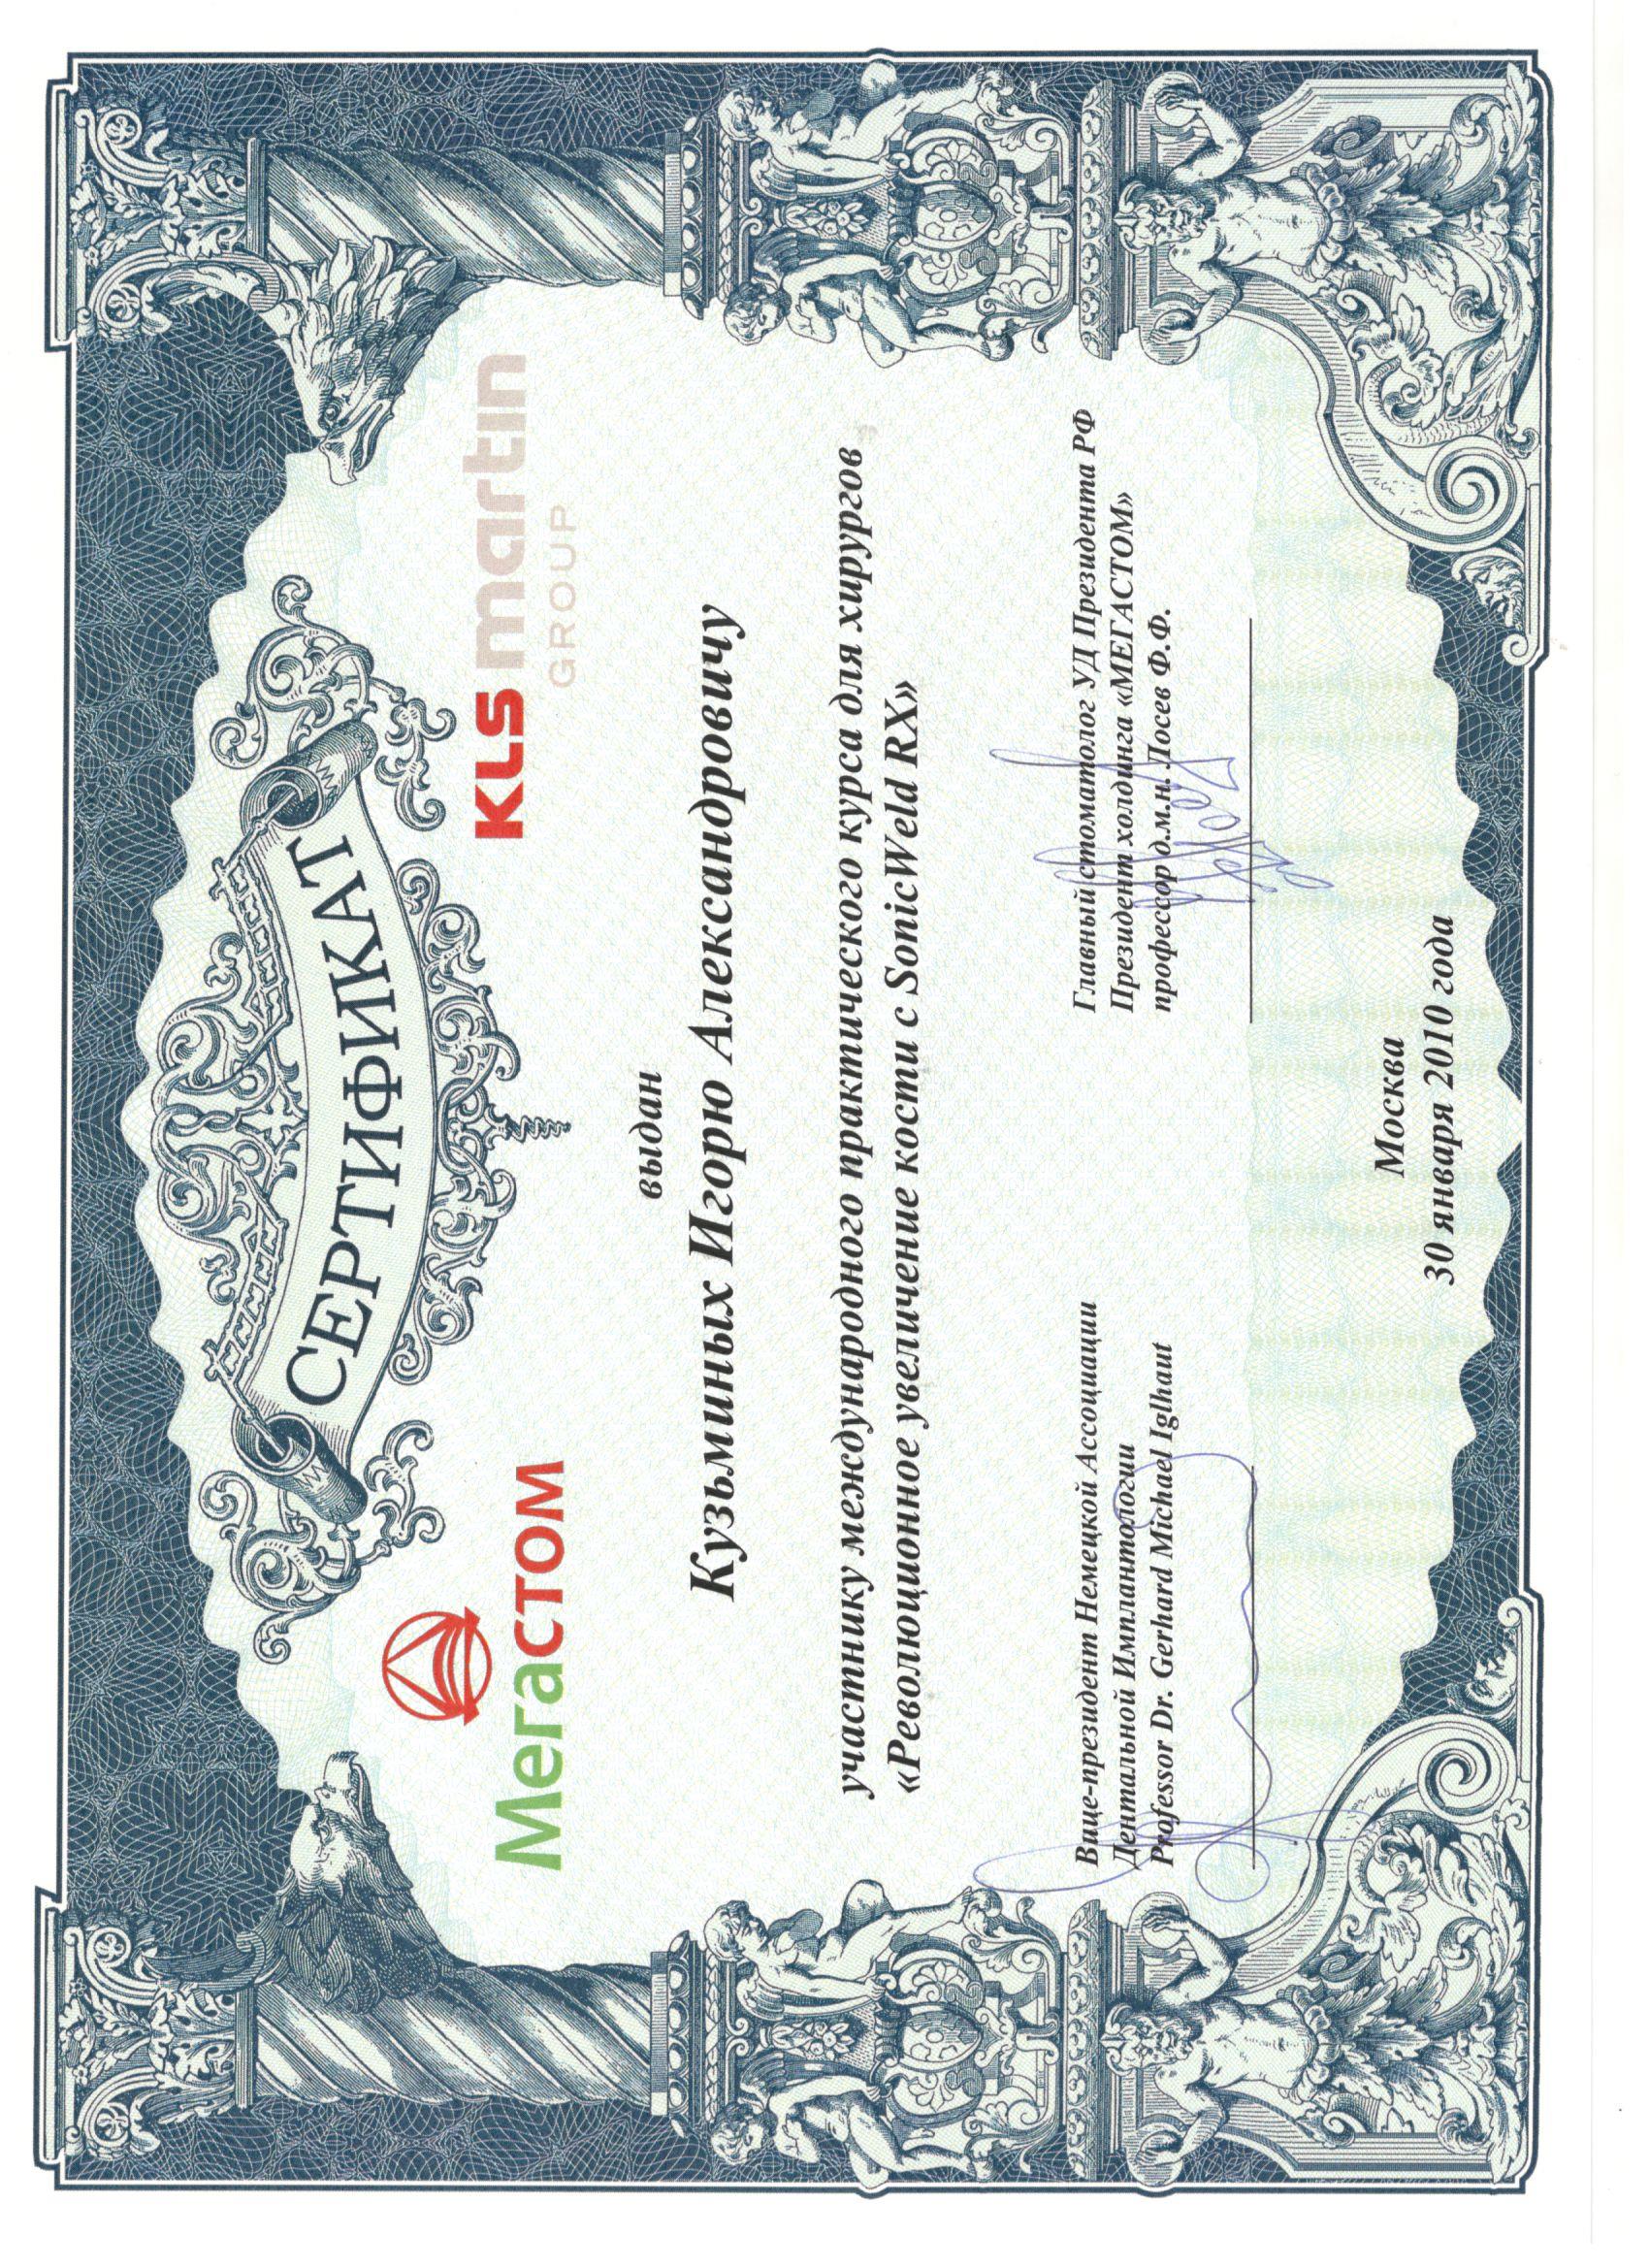 СЕРТИФИКАТ
МегаСТОМ
KLS martin
GROUP
выдан
Кузьминых Игорю Александровичу
участнику международного практического курса для хирургов
«Революционное увеличение кости с SonicWeld RX»
Вице-президент Немецкой Ассоциации
Дентальной Имплантологии
Professor Dr. Gerhard Michael Iglhaut
Главный стоматолог УД Президента РФ
Президент холдинга «МЕГАСТОМ»
профессор д.м.н. Лосев Ф.Ф.
Москва
30 января 2010 года